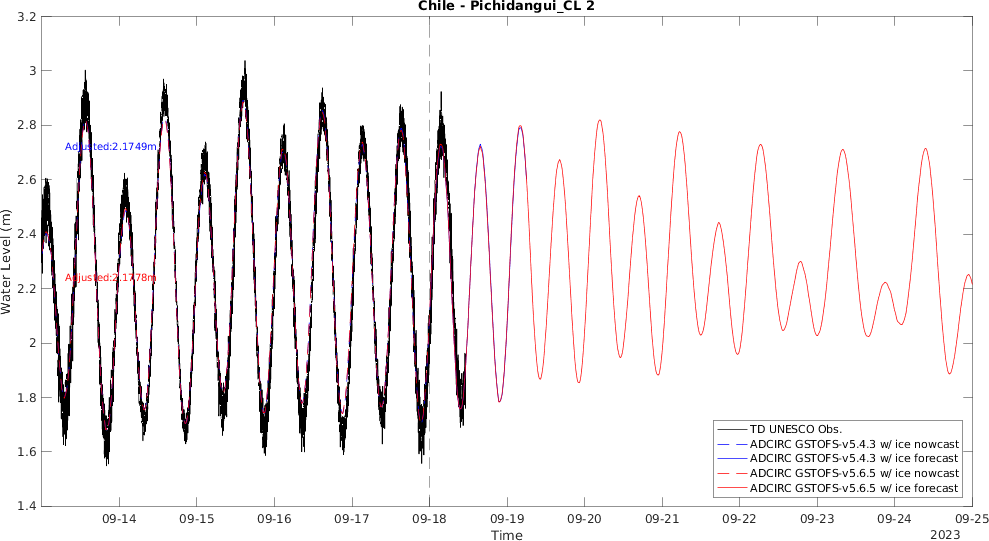 Chile - Pichidangui_CL 2
3.2
3
2.8
2.6
2.4
2.2
2
1.8
1.6
1.4
Water Level (m)
Adjusted:2.1749m
Adjusted:2.1778m
TD UNESCO Obs.
ADCIRC GSTOFS-v5.4.3 w/ ice nowcast
ADCIRC GSTOFS-v5.4.3 w/ ice forecast
ADCIRC GSTOFS-v5.6.5 w/ ice nowcast
ADCIRC GSTOFS-v5.6.5 w/ ice forecast
09-14 09-15 09-16 09-17 09-18 09-19 09-20 09-21 09-22 09-23 09-24 09-25
Time
2023